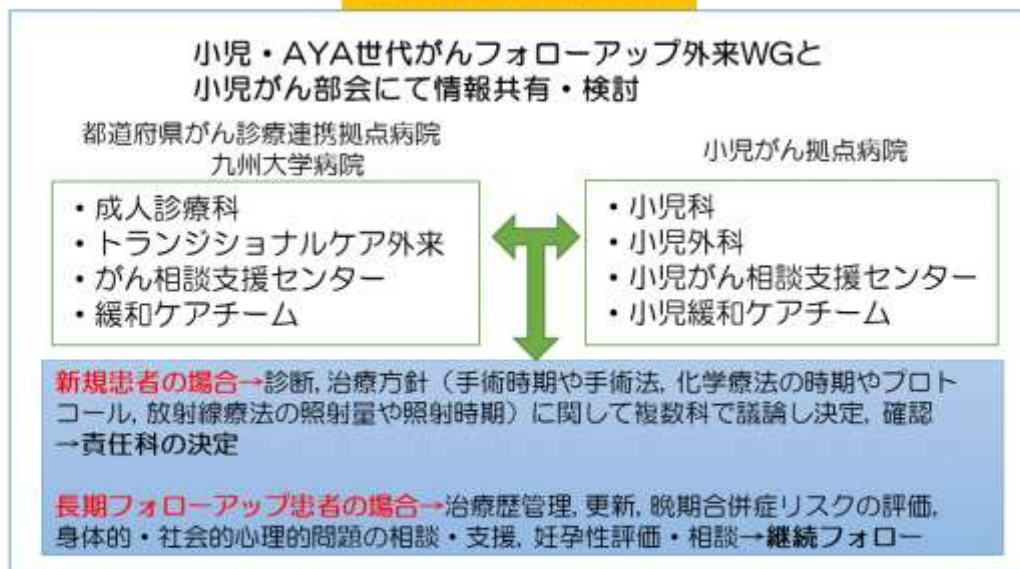 小児・AYA世代がんフォローアップ外来WGと
小児がん部会にて情報共有・検討
都道府県がん診療連携拠点病院
九州大学病院
・成人診療科
・トランジショナルケア外来
・がん相談支援センター
・緩和ケアチーム
小児がん拠点病院
・小児科
・小児外科
・小児がん相談支援センター
・小児緩和ケアチーム
新規患者の場合→診断, 治療方針（手術時期や手術法, 化学療法の時期やプロト
コール, 放射線療法の照射量や照射時期）に関して複数科で議論し決定, 確認
→責任科の決定
長期フォローアップ患者の場合→治療歴管理, 更新, 晩期合併症リスクの評価,
身体的・社会的心理的問題の相談・支援, 妊孕性評価・相談→継続フォロー